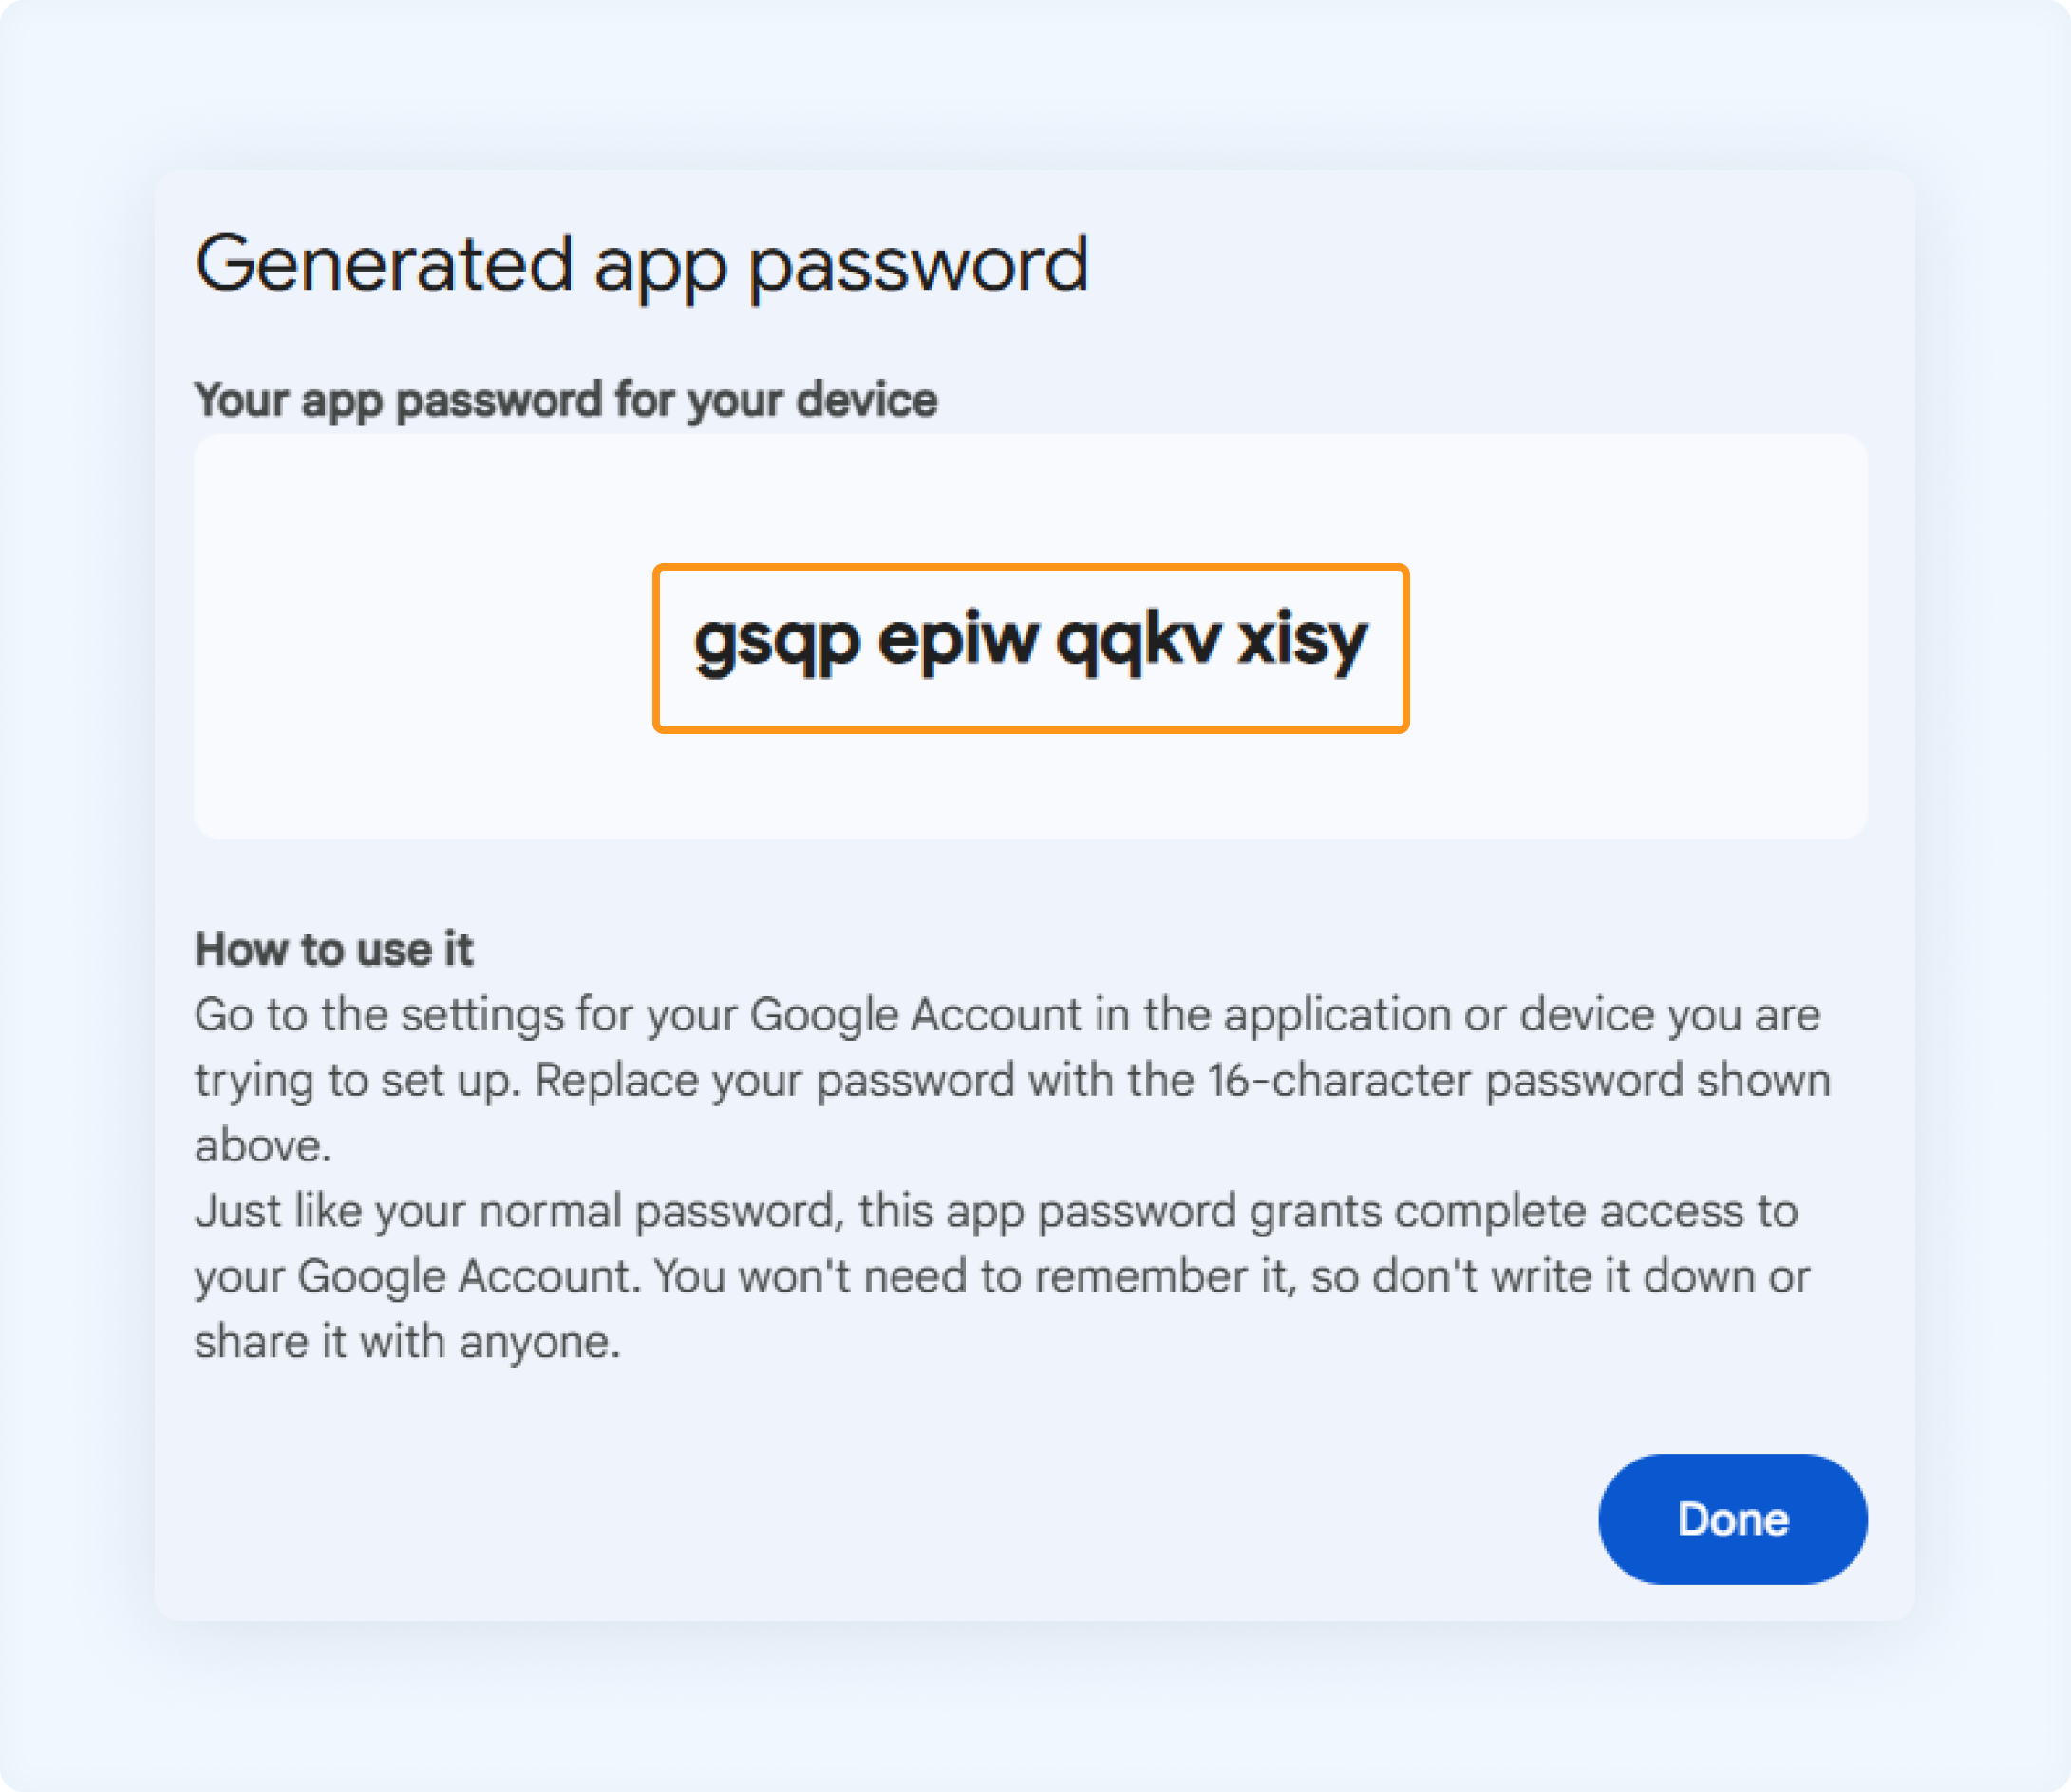 Generated app password
Your app password for your device
gsqp epiw qqkv xisy
How to use it
Go to the settings for your Google Account in the application or device you are
trying to set up. Replace your password with the 16-character password shown
above.
Just like your normal password, this app password grants complete access to
your Google Account. You won't need to remember it, so don't write it down or
share it with anyone.
Done